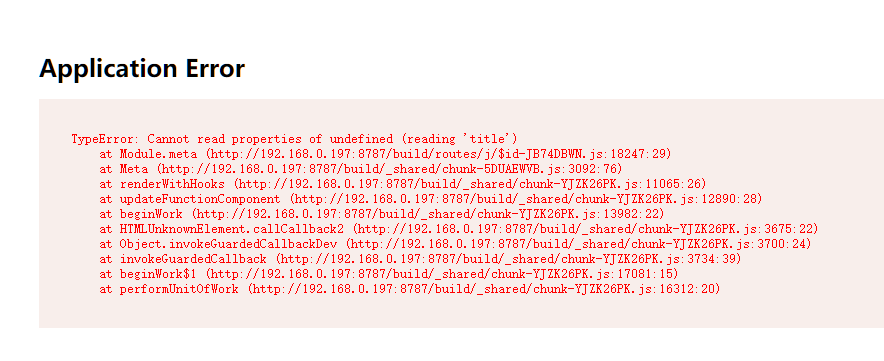 Application Error
TypeError: Cannot read properties of undefined (reading 'title')
at Module.meta (http://192.168.0.197:8787/build/routes/j/$id-JB74DBWN.js:18247:29)
at Meta (http://192.168.0.197:8787/build/_shared/chunk-5DUAEWVB.js:3092:76)
at renderWithHooks (http://192.168.0.197:8787/build/_shared/chunk-YJZK26PK.js:11065:26)
at updateFunctionComponent (http://192.168.0.197:8787/build/_shared/chunk-YJZK26PK.js:12890:28)
at beginWork (http://192.168.0.197:8787/build/_shared/chunk-YJZK26PK.js:13982:22)
at HTMLUnknownElement.callCallback2 (http://192.168.0.197:8787/build/_shared/chunk-YJZK26PK.js:3675:22)
at Object.invokeGuardedCallbackDev (http://192.168.0.197:8787/build/_shared/chunk-YJZK26PK.js:3700:24)
at invokeGuardedCallback (http://192.168.0.197:8787/build/_shared/chunk-YJZK26PK.js:3734:39)
at beginWork$1 (http://192.168.0.197:8787/build/_shared/chunk-YJZK26PK.js:17081:15)
at performUnitOfWork (http://192.168.0.197:8787/build/_shared/chunk-YJZK26PK.js:16312:20)